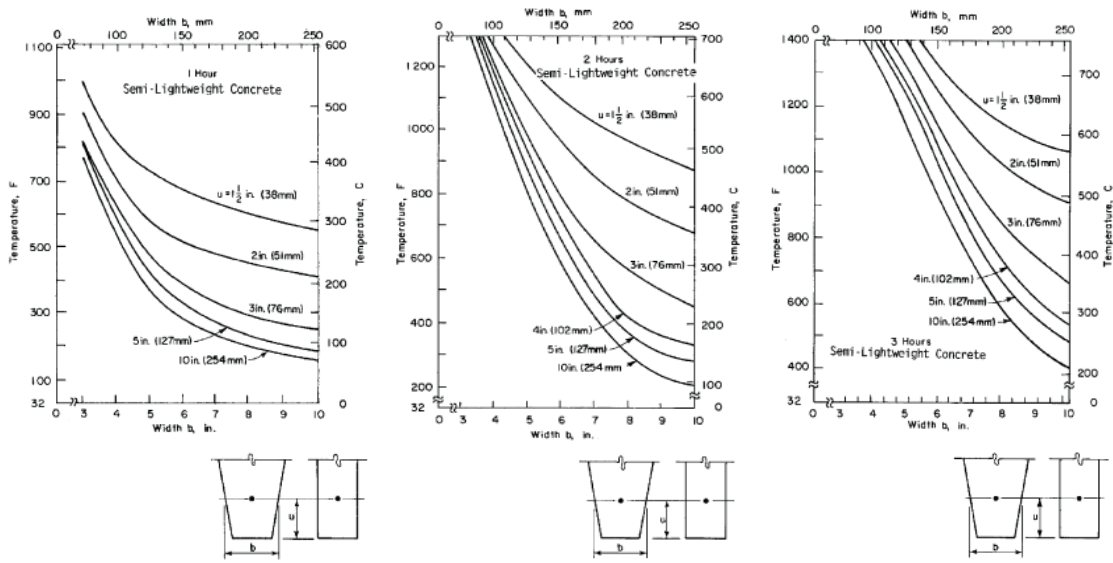 Width b, mm
0 100 150 200 250
1100
900
700
500
300
100
32
Temperature, F
1 Hour
Semi-Lightweight Concrete
u=1½ in. (38mm)
2in. (51mm)
3in. (76mm)
5in. (127mm)
10in. (254mm)
600
500
400
300
200
100
0
Temperature, C
0 3 4 5 6 7 8 9 10
Width b, in.
u
b
Width b, mm
0 100 150 200 250
1200
1000
800
600
400
200
32
Temperature, F
2 Hours
Semi-Lightweight Concrete
u=1½ in. (38mm)
2in. (51mm)
3in. (76mm)
4in. (102mm)
5in. (127mm)
10in. (254mm
700
600
500
400
300
200
100
0
Temperature, C
0 3 4 5 6 7 8 9 10
Width b, in.
u
b
Width b, mm
0 100 150 200 250
1400
1200
1000
800
600
400
32
Temperature, F
u=1½ in. (38mm)
2in. (51mm)
3in. (76mm)
4in. (102mm)
5in. (127mm)
10in. (254mm)
3 Hours
Semi-Lightweight Concrete
700
600
500
400
300
200
0
Temperature, C
0 3 4 5 6 7 8 9 10
Width b, in.
u
b